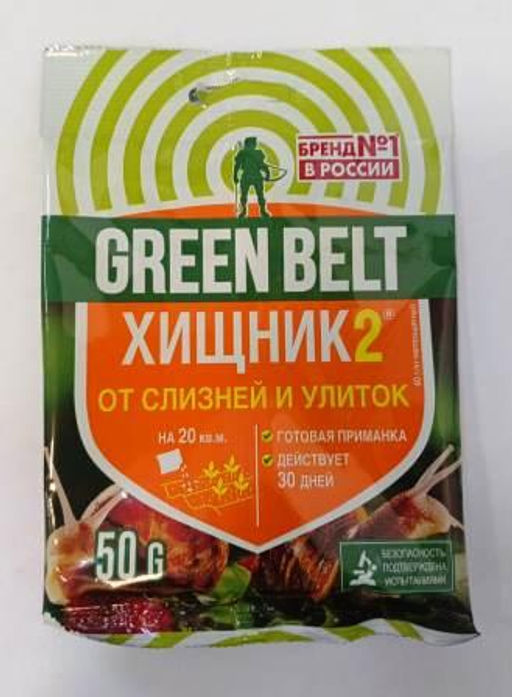 БРЕНД №1
В РОССИИ
GREEN BELT
ХИЩНИК 2®
ОТ СЛИЗНЕЙ И УЛИТОК
НА 20 КВ.М.
ГОТОВАЯ ПРИМАНКА
ДЕЙСТВУЕТ
30 ДНЕЙ
50 G
БЕЗОПАСНОСТЬ
ПОДТВЕРЖДЕНА
ИСПЫТАНИЯМИ